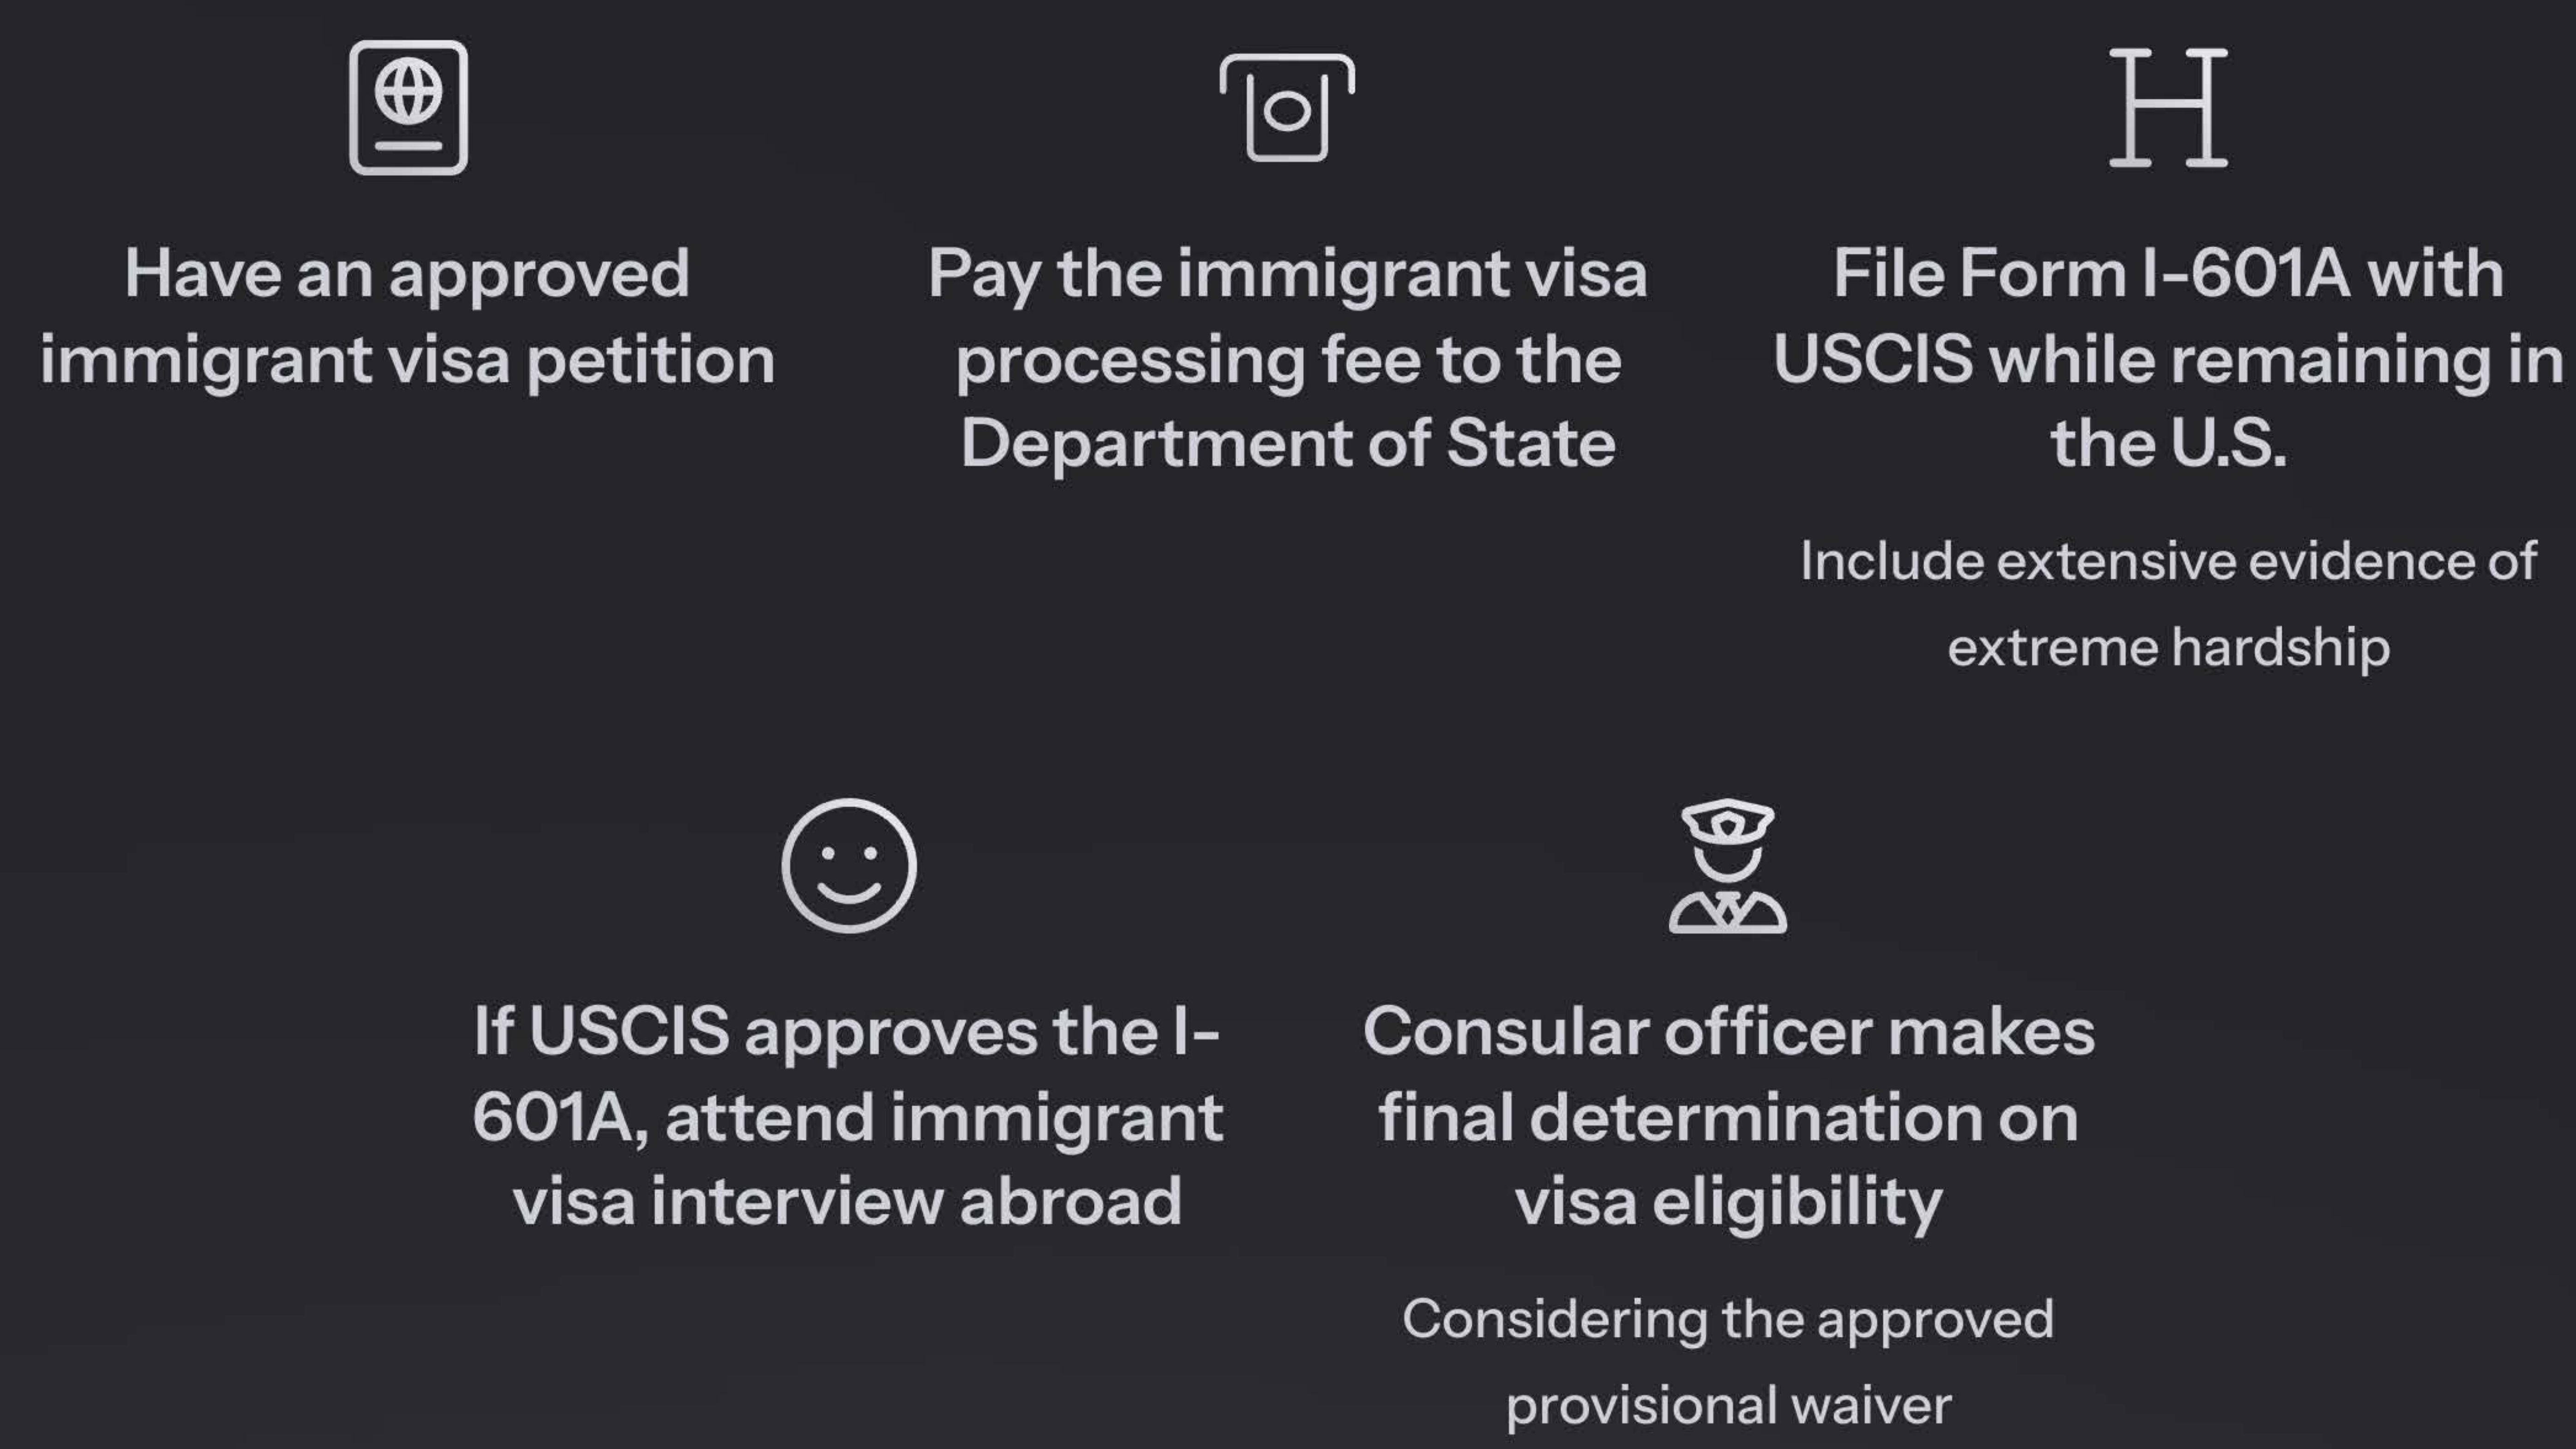 Have an approved
immigrant visa petition
Pay the immigrant visa
processing fee to the
Department of State
File Form I-601A with
USCIS while remaining in
the U.S.
Include extensive evidence of
extreme hardship
If USCIS approves the I-
601A, attend immigrant
visa interview abroad
Consular officer makes
final determination on
visa eligibility
Considering the approved
provisional waiver